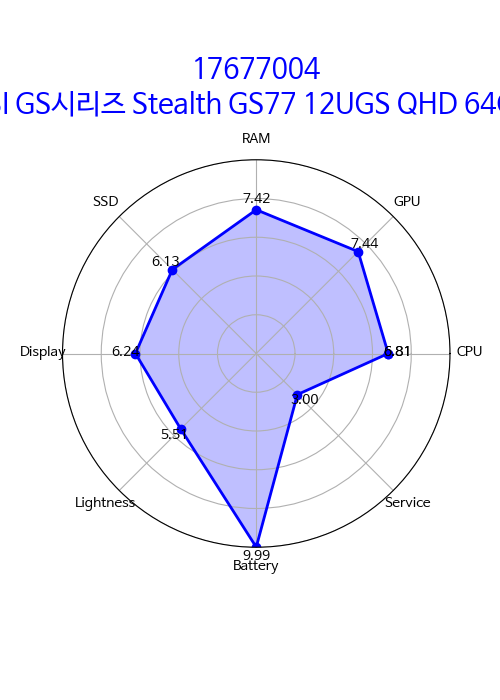 17677004
GS시리즈 Stealth GS77 12UGS QHD
RAM
7.42
SSD
GPU
7.44
6.13
Display
6.24
6.81
CPU
5.51
3.00
Lightness
Service
9.99
Battery